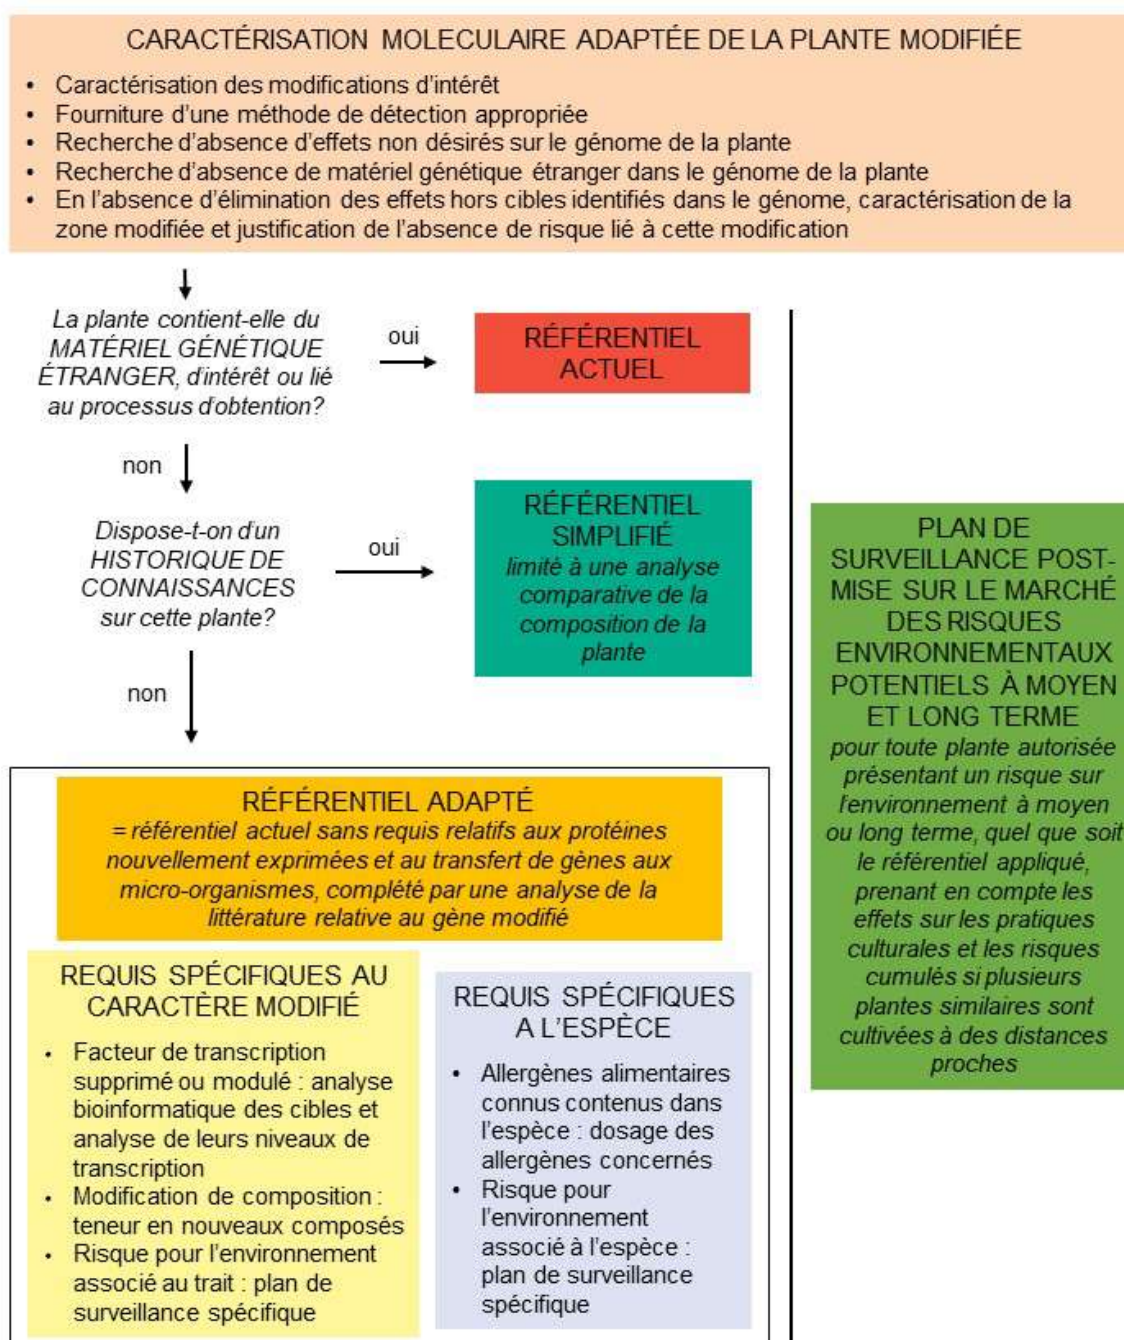 CARACTÉRISATION MOLECULAIRE ADAPTÉE DE LA PLANTE MODIFIÉE
• Caractérisation des modifications d'intérêt
• Fourniture d'une méthode de détection appropriée
• Recherche d'absence d'effets non désirés sur le génome de la plante
• Recherche d'absence de matériel génétique étranger dans le génome de la plante
• En l'absence d'élimination des effets hors cibles identifiés dans le génome, caractérisation de la
zone modifiée et justification de l'absence de risque lié à cette modification
La plante contient-elle du
MATÉRIEL GÉNÉTIQUE
ÉTRANGER, d'intérêt ou lié
au processus d'obtention?
oui
RÉFÉRENTIEL
ACTUEL
non
Dispose-t-on d'un
HISTORIQUE DE
CONNAISSANCES
sur cette plante?
oui
RÉFÉRENTIEL
SIMPLIFIÉ
limité à une analyse
comparative de la
composition de la
plante
non
RÉFÉRENTIEL ADAPTÉ
= référentiel actuel sans requis relatifs aux protéines
nouvellement exprimées et au transfert de gènes aux
micro-organismes, complété par une analyse de la
littérature relative au gène modifié
REQUIS SPÉCIFIQUES AU
CARACTÈRE MODIFIÉ
• Facteur de transcription
supprimé ou modulé : analyse
bioinformatique des cibles et
analyse de leurs niveaux de
transcription
• Modification de composition :
teneur en nouveaux composés
• Risque pour l'environnement
associé au trait : plan de
surveillance spécifique
REQUIS SPÉCIFIQUES
A L'ESPÈCE
• Allergènes alimentaires
connus contenus dans
l'espèce : dosage des
allergènes concernés
• Risque pour
l'environnement
associé à l'espèce :
plan de surveillance
spécifique
PLAN DE
SURVEILLANCE POST-
MISE SUR LE MARCHÉ
DES RISQUES
ENVIRONNEMENTAUX
POTENTIELS À MOYEN
ET LONG TERME
pour toute plante autorisée
présentant un risque sur
l'environnement à moyen
ou long terme, quel que soit
le référentiel appliqué,
prenant en compte les
effets sur les pratiques
culturales et les risques
cumulés si plusieurs
plantes similaires sont
cultivées à des distances
proches